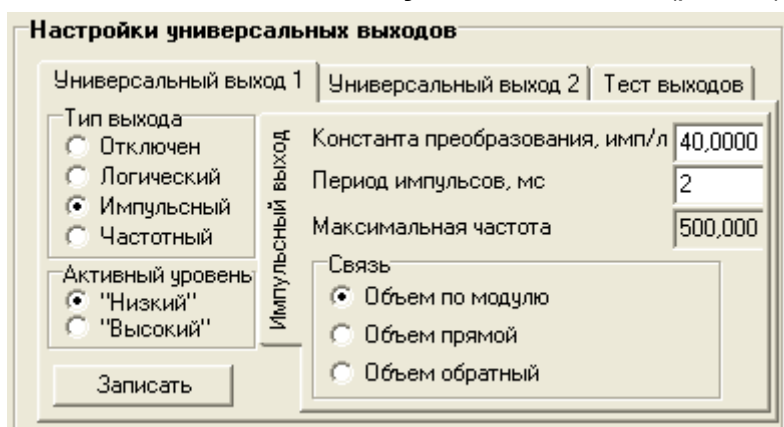 Настройки универсальных выходов
Универсальный выход 1
Универсальный выход 2
Тест выходов
Тип выхода
Отключен
Логический
Импульсный
Частотный
Активный уровень
"Низкий"
"Высокий"
Записать
Импульсный выход
Константа преобразования, имп/л 40,0000
Период импульсов, мс 2
Максимальная частота 500,000
Связь
Объем по модулю
Объем прямой
Объем обратный